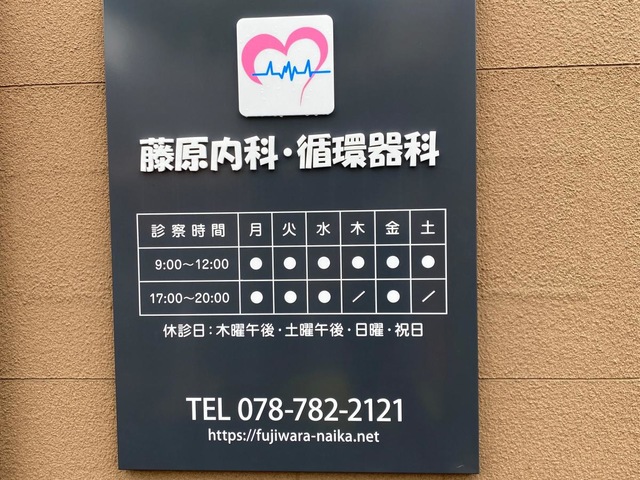 藤原内科・循環器科
診察時間 月 火 水 木 金 土
9:00〜12:00 ● ● ● ● ● ●
17:00〜20:00 ● ● ● ／ ● ／
休診日：木曜午後・土曜午後・日曜・祝日
TEL 078-782-2121
https://fujiwara-naika.net